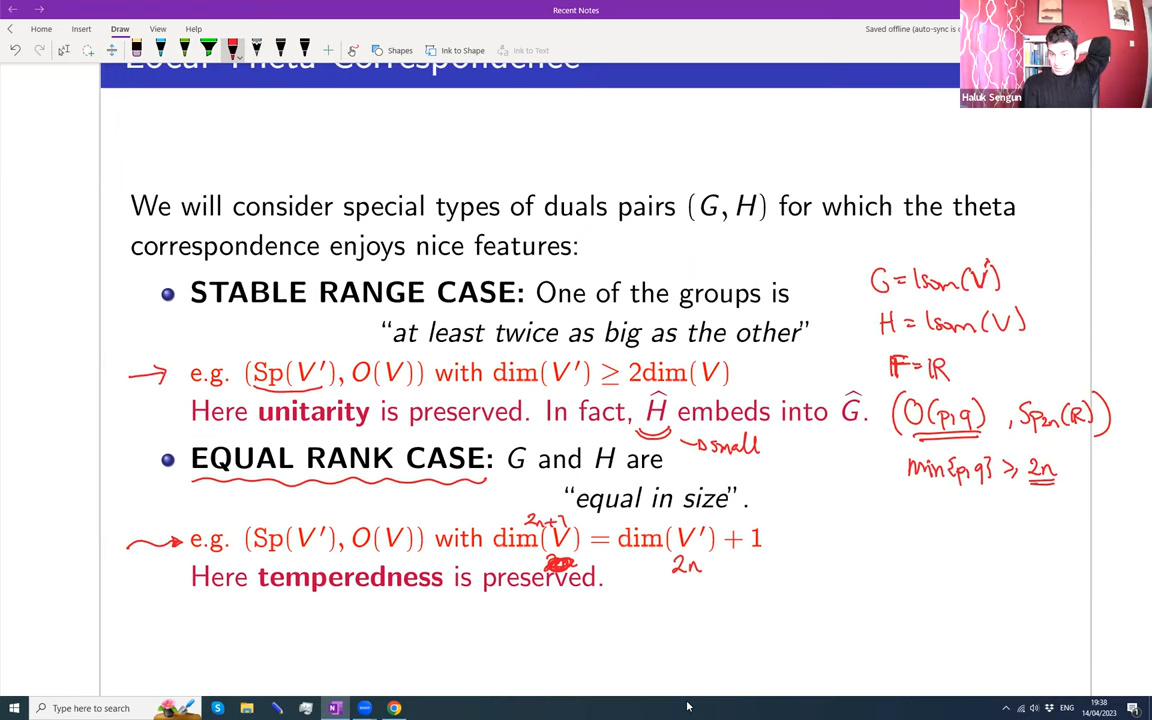 Recent Notes
Home Insert Draw View Help
Saved offline (auto-sync is o
Shapes Ink to Shape Ink to Text
Haluk Sengun
Local Theta Correspondence
We will consider special types of duals pairs (G, H) for which the theta
correspondence enjoys nice features:
STABLE RANGE CASE: One of the groups is
"at least twice as big as the other"
e.g. (Sp(V′), O(V)) with dim(V′) ≥ 2dim(V)
Here unitarity is preserved. In fact, Ĥ embeds into Ĝ.
→ small
EQUAL RANK CASE: G and H are
"equal in size".
2n+1
e.g. (Sp(V′), O(V)) with dim(V) = dim(V′) + 1
2n
Here temperedness is preserved.
G = Isom(V′)
H = Isom(V)
F = ℝ
(O(p,q), Sp2n(ℝ))
min{p,q} ≥ 2n
Type here to search
ENG
19:38
14/04/2023